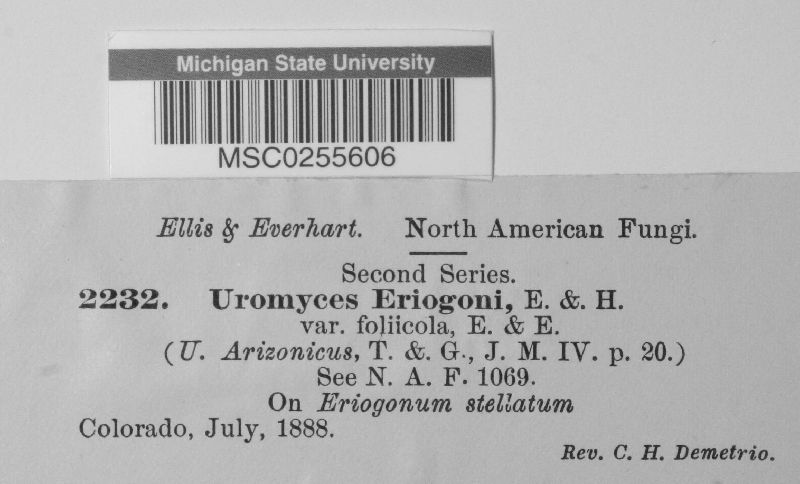 Michigan State University
MSC0255606
Ellis & Everhart. North American Fungi.
Second Series.
2232. Uromyces Eriogoni, E. &. H.
var. foliicola, E. & E.
(U. Arizonicus, T. &. G., J. M. IV. p. 20.)
See N. A. F. 1069.
On Eriogonum stellatum
Colorado, July, 1888.
Rev. C. H. Demetrio.